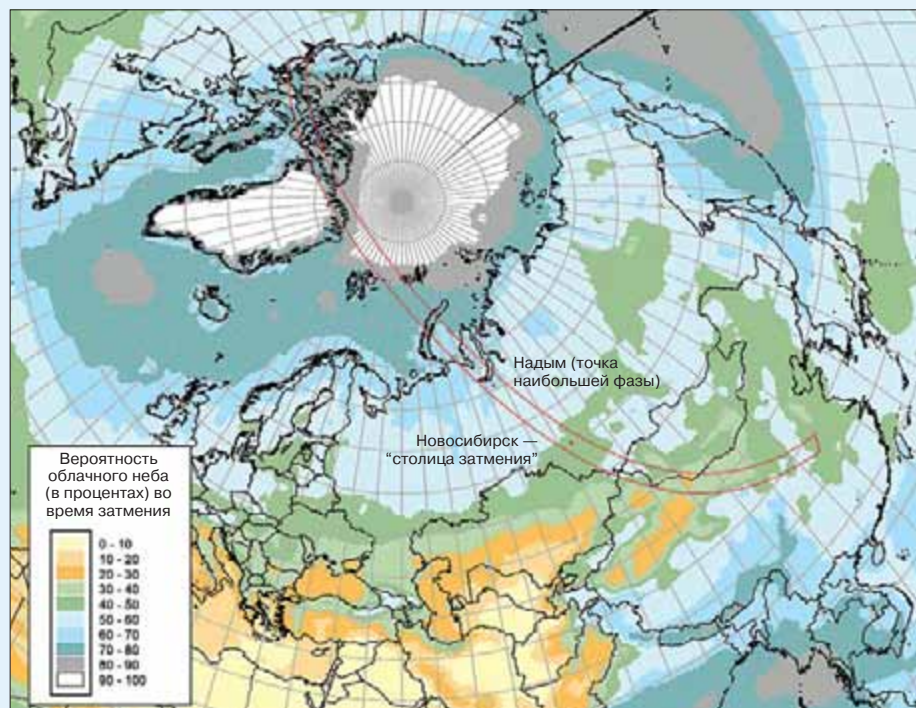 Надым (точка
наибольшей фазы)
Новосибирск —
“столица затмения”
Вероятность
облачного неба
(в процентах) во
время затмения
0 - 10
10 - 20
20 - 30
30 - 40
40 - 50
50 - 60
60 - 70
70 - 80
80 - 90
90 - 100